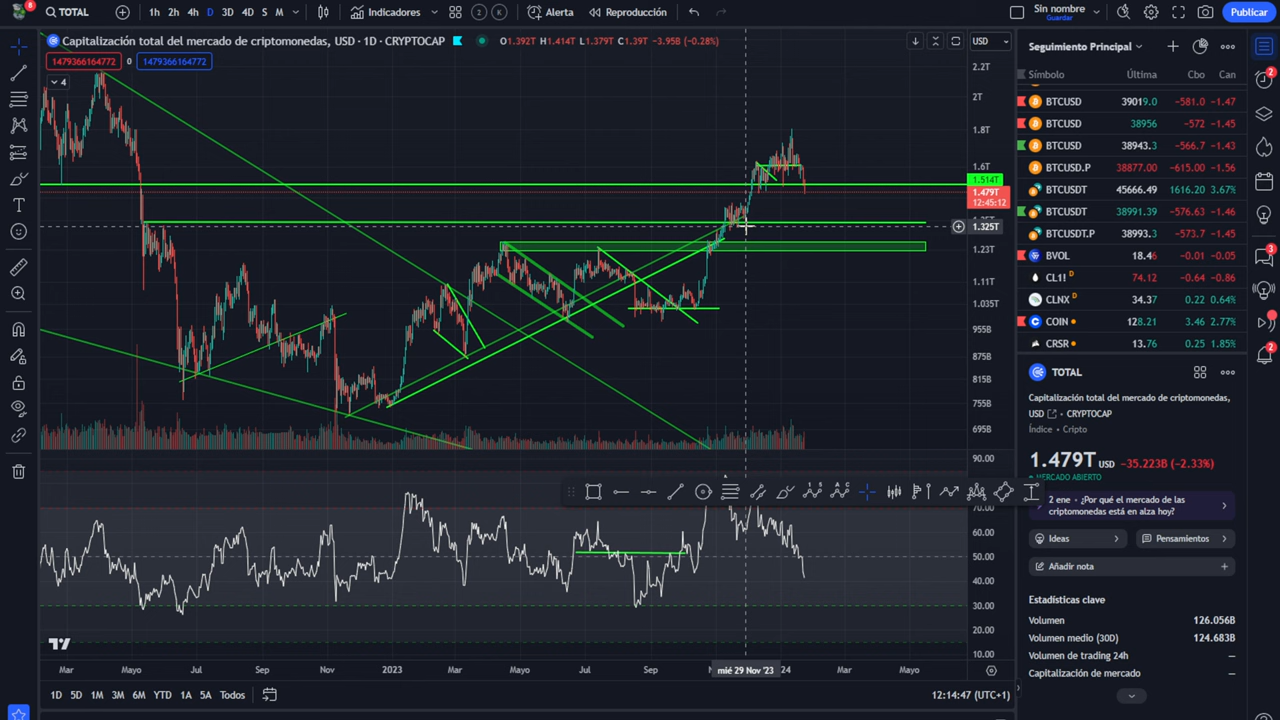 8 TOTAL 1h 2h 4h D 3D 4D S M Indicadores 2 K Alerta Reproducción Sin nombre Guardar Publicar
Capitalización total del mercado de criptomonedas, USD · 1D · CRYPTOCAP O1.392T H1.414T L1.379T C1.39T −3.95B (−0.28%) USD
1479366164772 0 1479366164772
4
2.2T
2T
1.8T
1.6T
1.514T
1.479T
12:45:12
1.325T
1.23T
1.11T
1.035T
955B
875B
815B
755B
695B
90.00
70.00
50.00
40.00
30.00
20.00
10.00
Mar Mayo Jul Sep Nov 2023 Mar Mayo Jul Sep mié 29 Nov '23 24 Mar Mayo
1D 5D 1M 3M 6M YTD 1A 5A Todos 12:14:47 (UTC+1)
Seguimiento Principal
Símbolo Última Cbo Can
BTCUSD 39019.0 −581.0 −1.47
BTCUSD 38956 −572 −1.45
BTCUSD 38943.3 −566.7 −1.43
BTCUSD.P 38877.00 −615.00 −1.56
BTCUSDT 45666.49 1616.20 3.67%
BTCUSDT 38991.39 −576.63 −1.46
BTCUSDT.P 38993.3 −573.7 −1.45
BVOL 18.46 −0.01 −0.05
CL1! D 74.12 −0.64 −0.86
CLNX D 34.37 0.22 0.64%
COIN 128.21 3.46 2.77%
CRSR 13.76 0.25 1.85%
TOTAL
Capitalización total del mercado de criptomonedas,
USD CRYPTOCAP
Índice • Cripto
1.479T USD −35.223B (−2.33%)
MERCADO ABIERTO
2 ene • ¿Por qué el mercado de las
criptomonedas está en alza hoy?
Ideas Pensamientos
Añadir nota
Estadísticas clave
Volumen 126.056B
Volumen medio (30D) 124.683B
Volumen de trading 24h —
Capitalización de mercado —
2
3
2